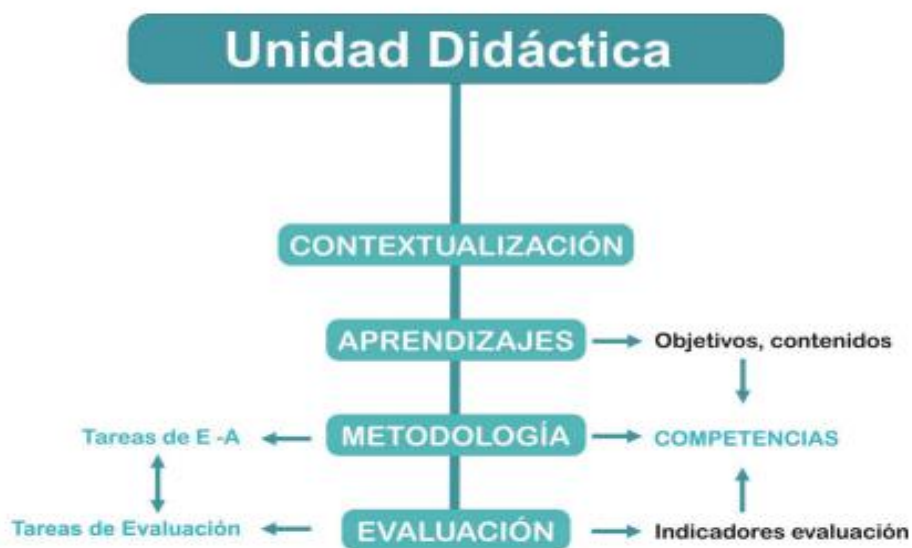 Unidad Didáctica
CONTEXTUALIZACIÓN
APRENDIZAJES
Objetivos, contenidos
Tareas de E -A
METODOLOGÍA
COMPETENCIAS
Tareas de Evaluación
EVALUACIÓN
Indicadores evaluación